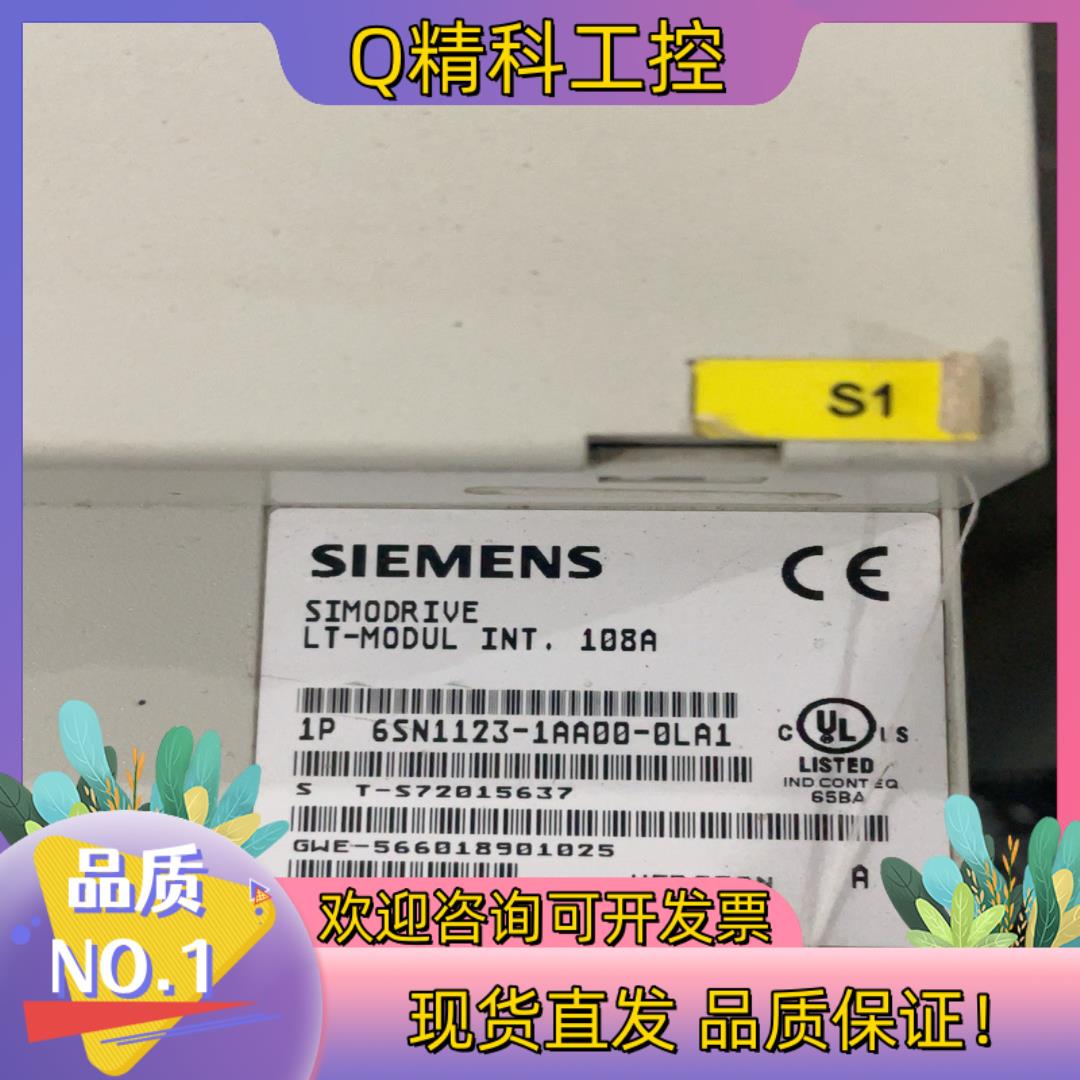 Q精科工控
S1
SIEMENS
CE
SIMODRIVE
LT-MODUL INT. 108A
1P 6SN1123-1AA00-0LA1
C UL US
LISTED
IND CONT EQ
65BA
S T-S72015637
GWE-566018901025
A
品质
NO.1
欢迎咨询可开发票
现货直发 品质保证!